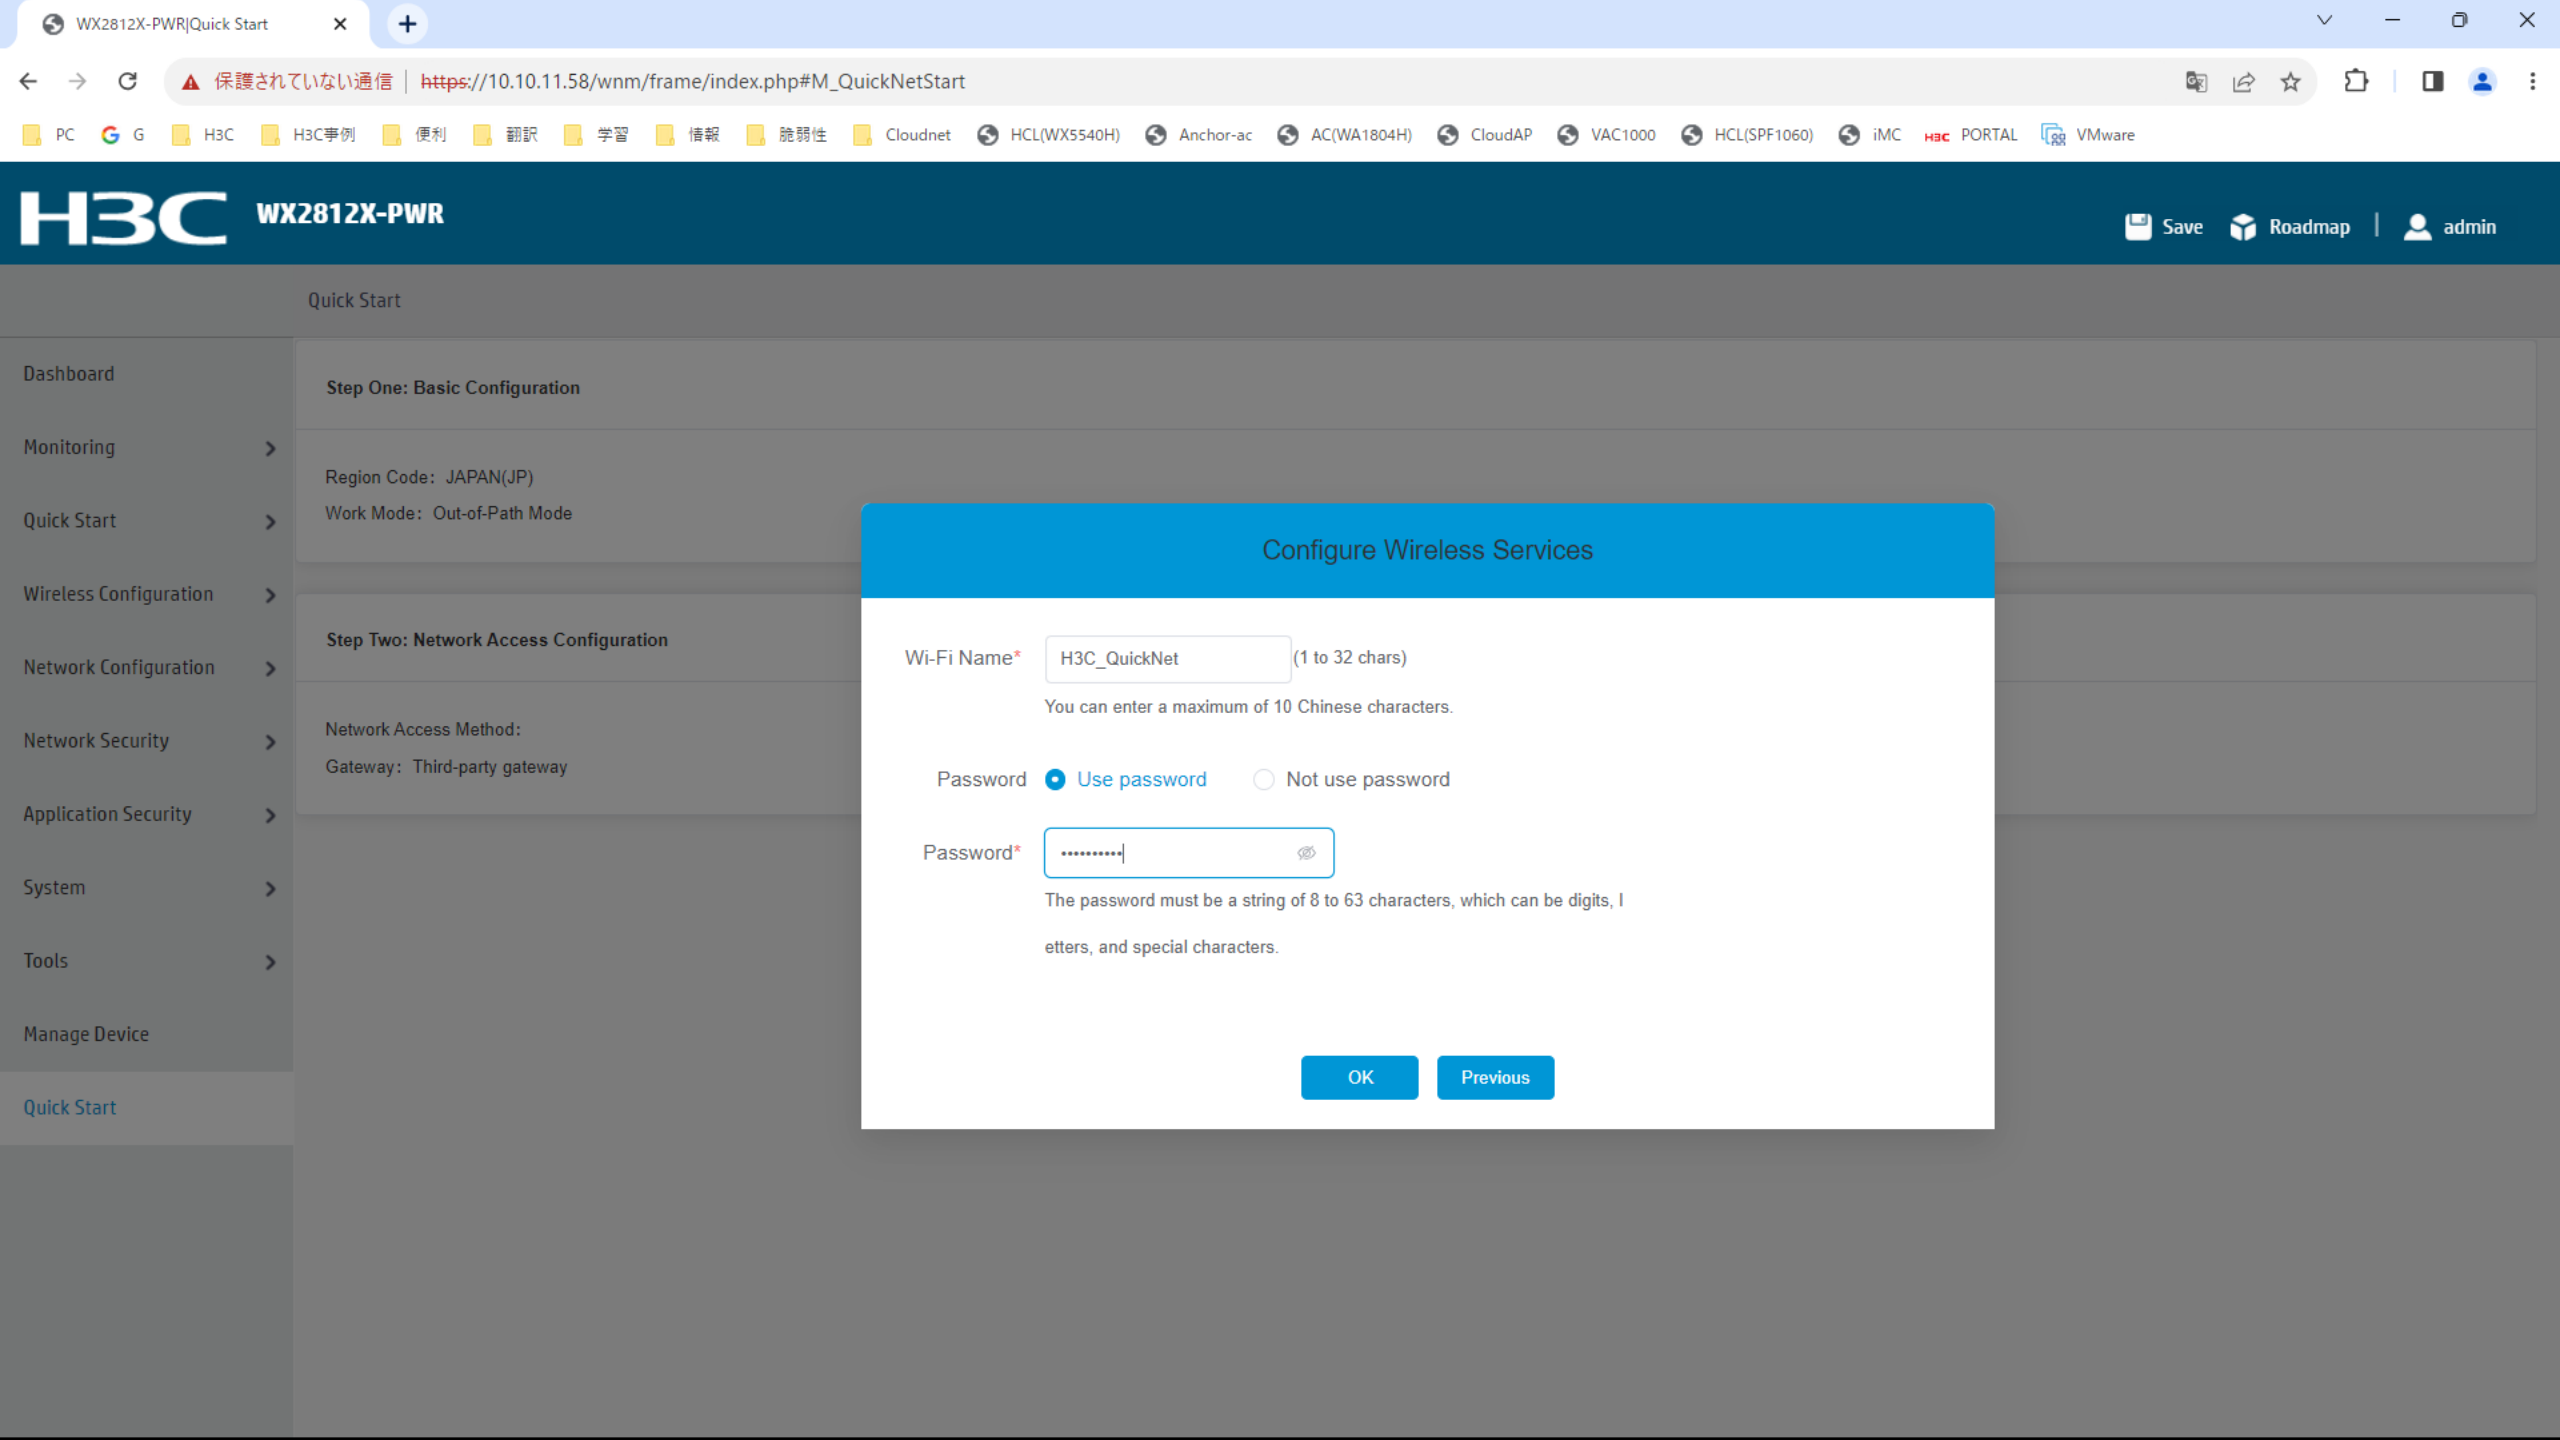 WX2812X-PWR|Quick Start
保護されていない通信 https://10.10.11.58/wnm/frame/index.php#M_QuickNetStart
PC G H3C H3C事例 便利 翻訳 学習 情報 脆弱性 Cloudnet HCL(WX5540H) Anchor-ac AC(WA1804H) CloudAP VAC1000 HCL(SPF1060) iMC H3C PORTAL VMware
H3C WX2812X-PWR
Save Roadmap | admin
Quick Start
Dashboard
Monitoring
Quick Start
Wireless Configuration
Network Configuration
Network Security
Application Security
System
Tools
Manage Device
Quick Start
Step One: Basic Configuration
Region Code: JAPAN(JP)
Work Mode: Out-of-Path Mode
Step Two: Network Access Configuration
Network Access Method:
Gateway: Third-party gateway
Configure Wireless Services
Wi-Fi Name* H3C_QuickNet (1 to 32 chars)
You can enter a maximum of 10 Chinese characters.
Password Use password Not use password
Password* ••••••••••
The password must be a string of 8 to 63 characters, which can be digits, l
etters, and special characters.
OK Previous